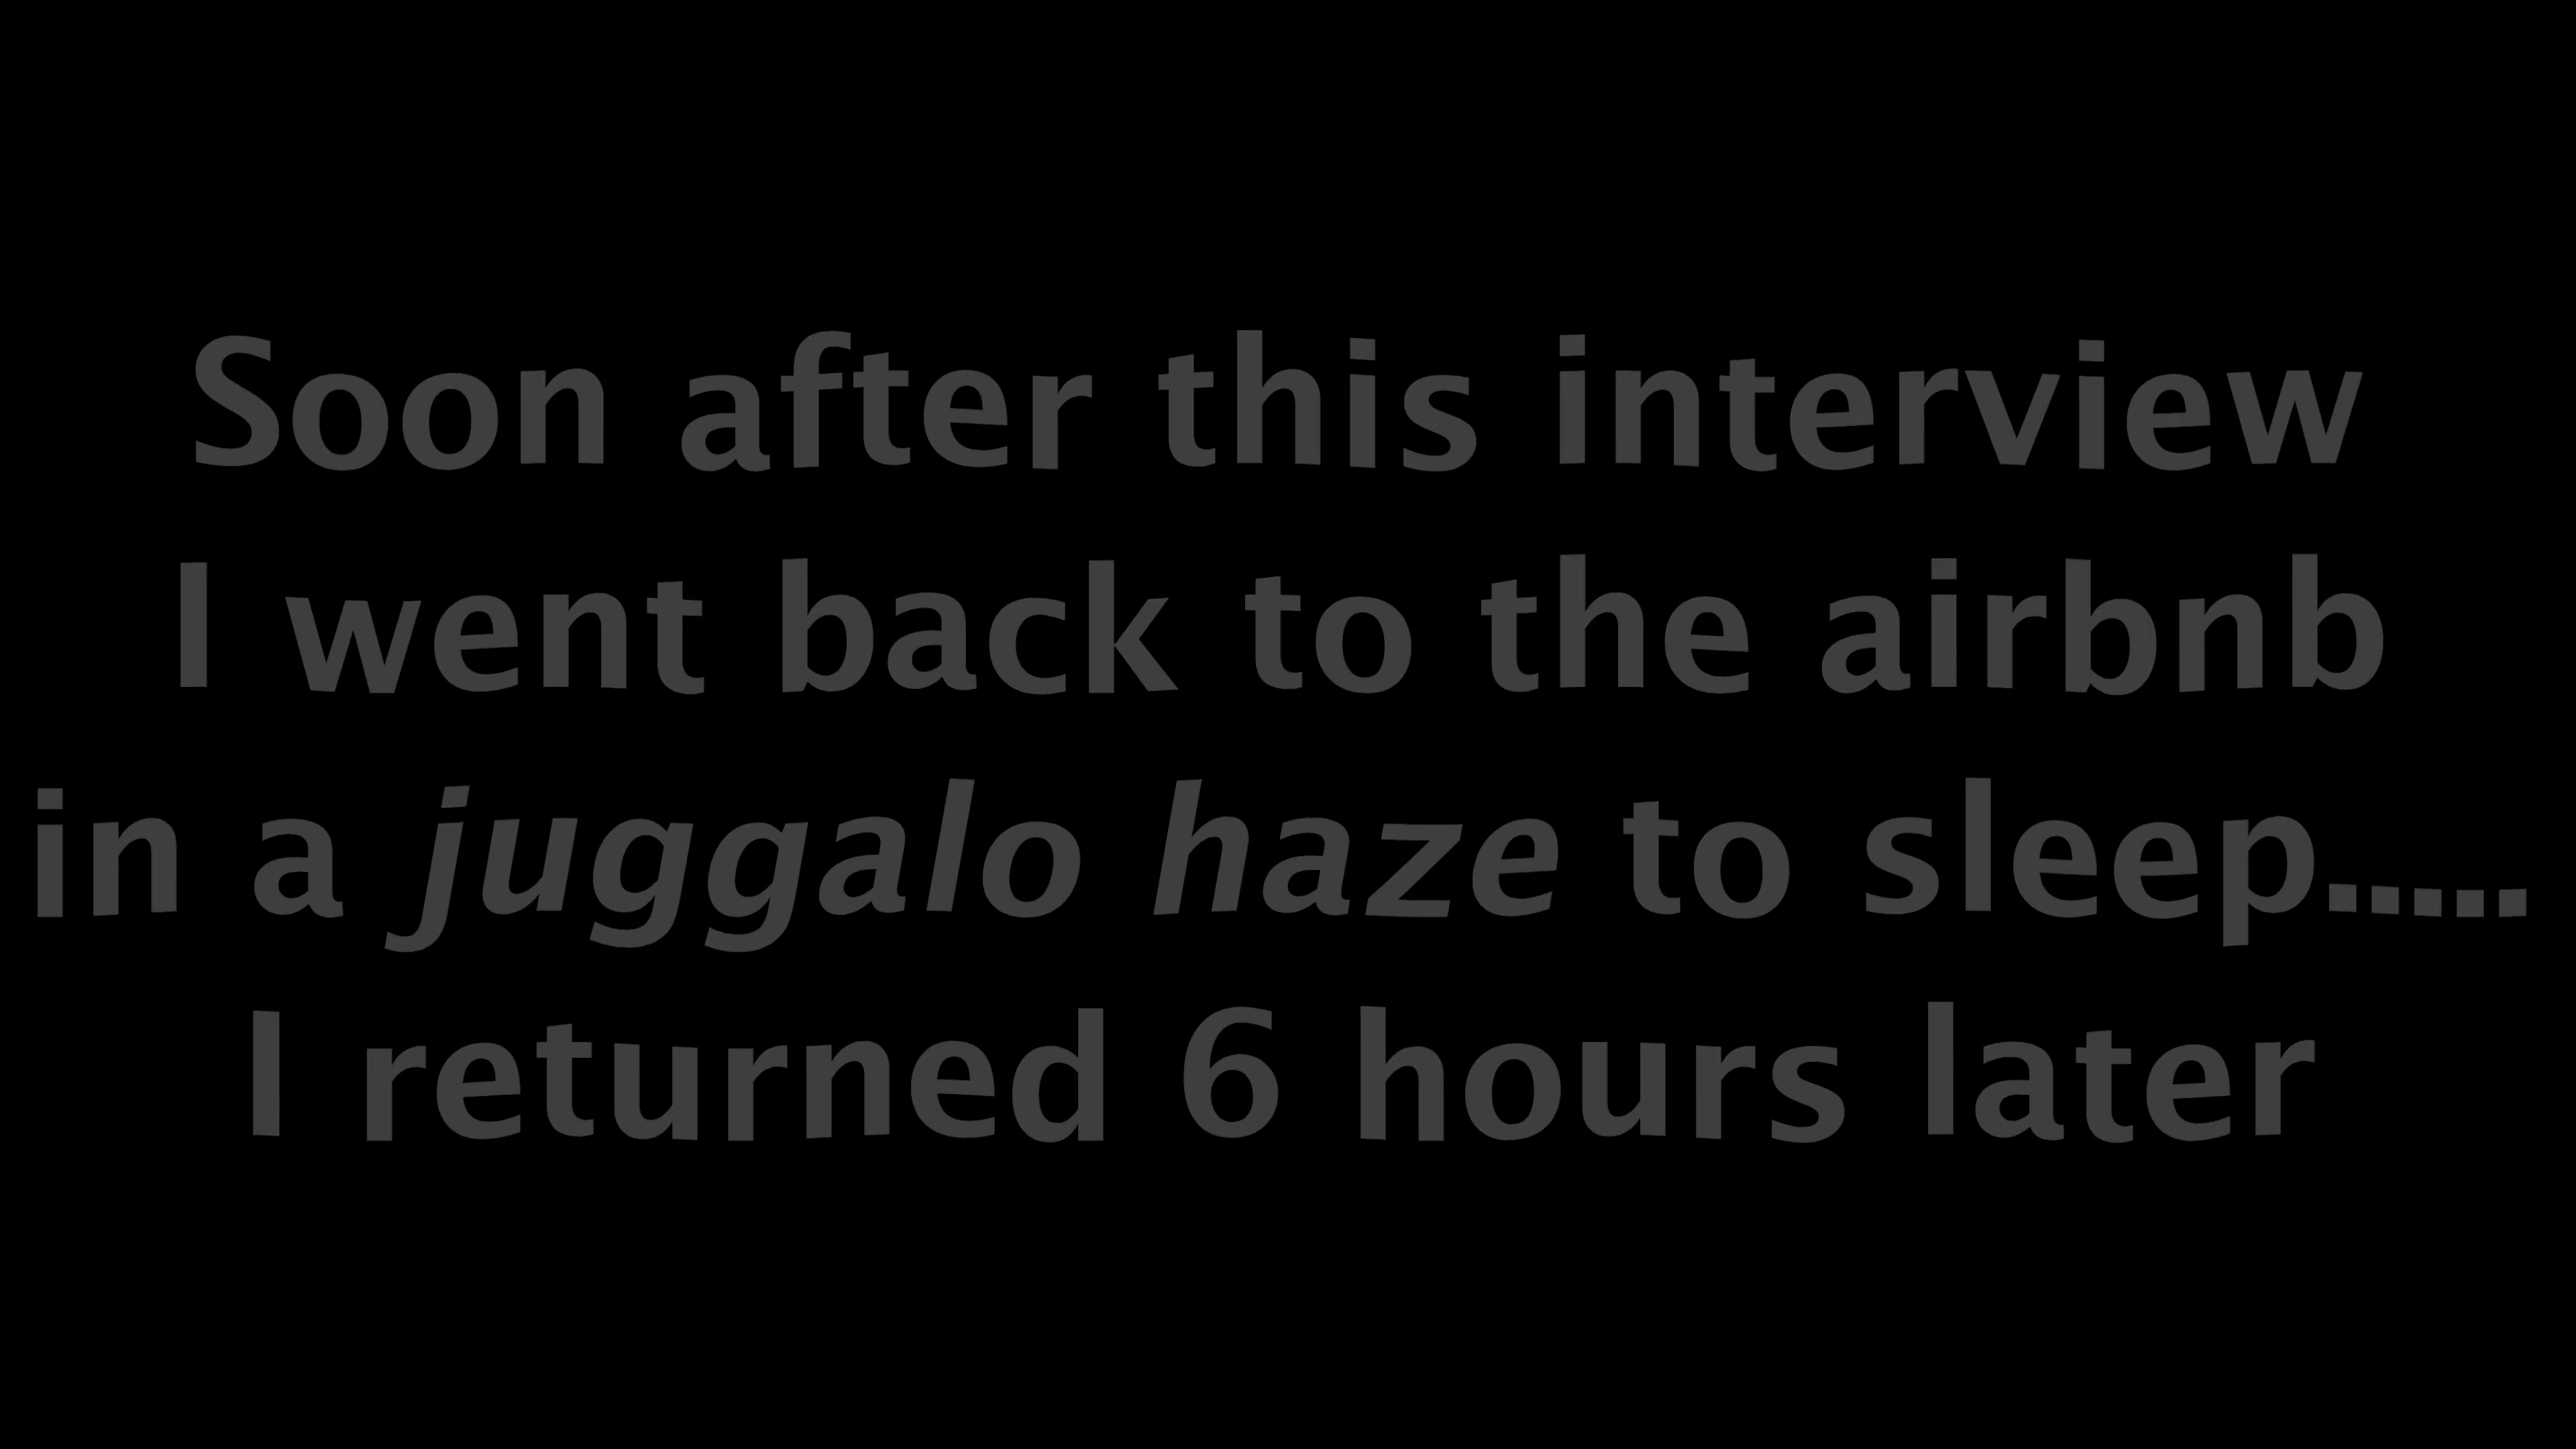 Soon after this interview
I went back to the airbnb
in a juggalo haze to sleep.....
I returned 6 hours later